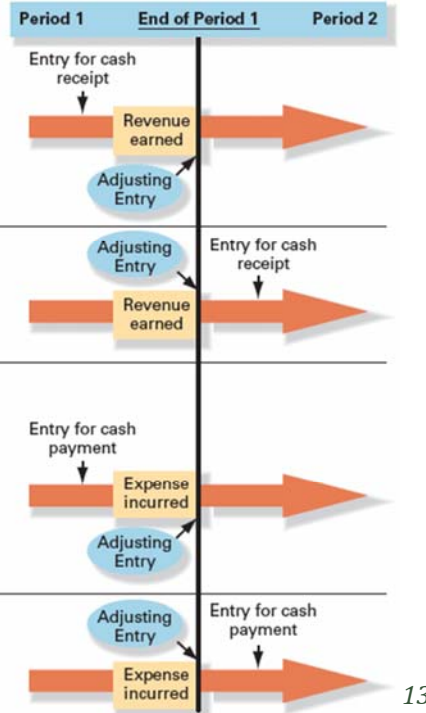 Period 1 End of Period 1 Period 2
Entry for cash
receipt
Revenue
earned
Adjusting
Entry
Adjusting
Entry
Entry for cash
receipt
Revenue
earned
Entry for cash
payment
Expense
incurred
Adjusting
Entry
Adjusting
Entry
Entry for cash
payment
Expense
incurred
13